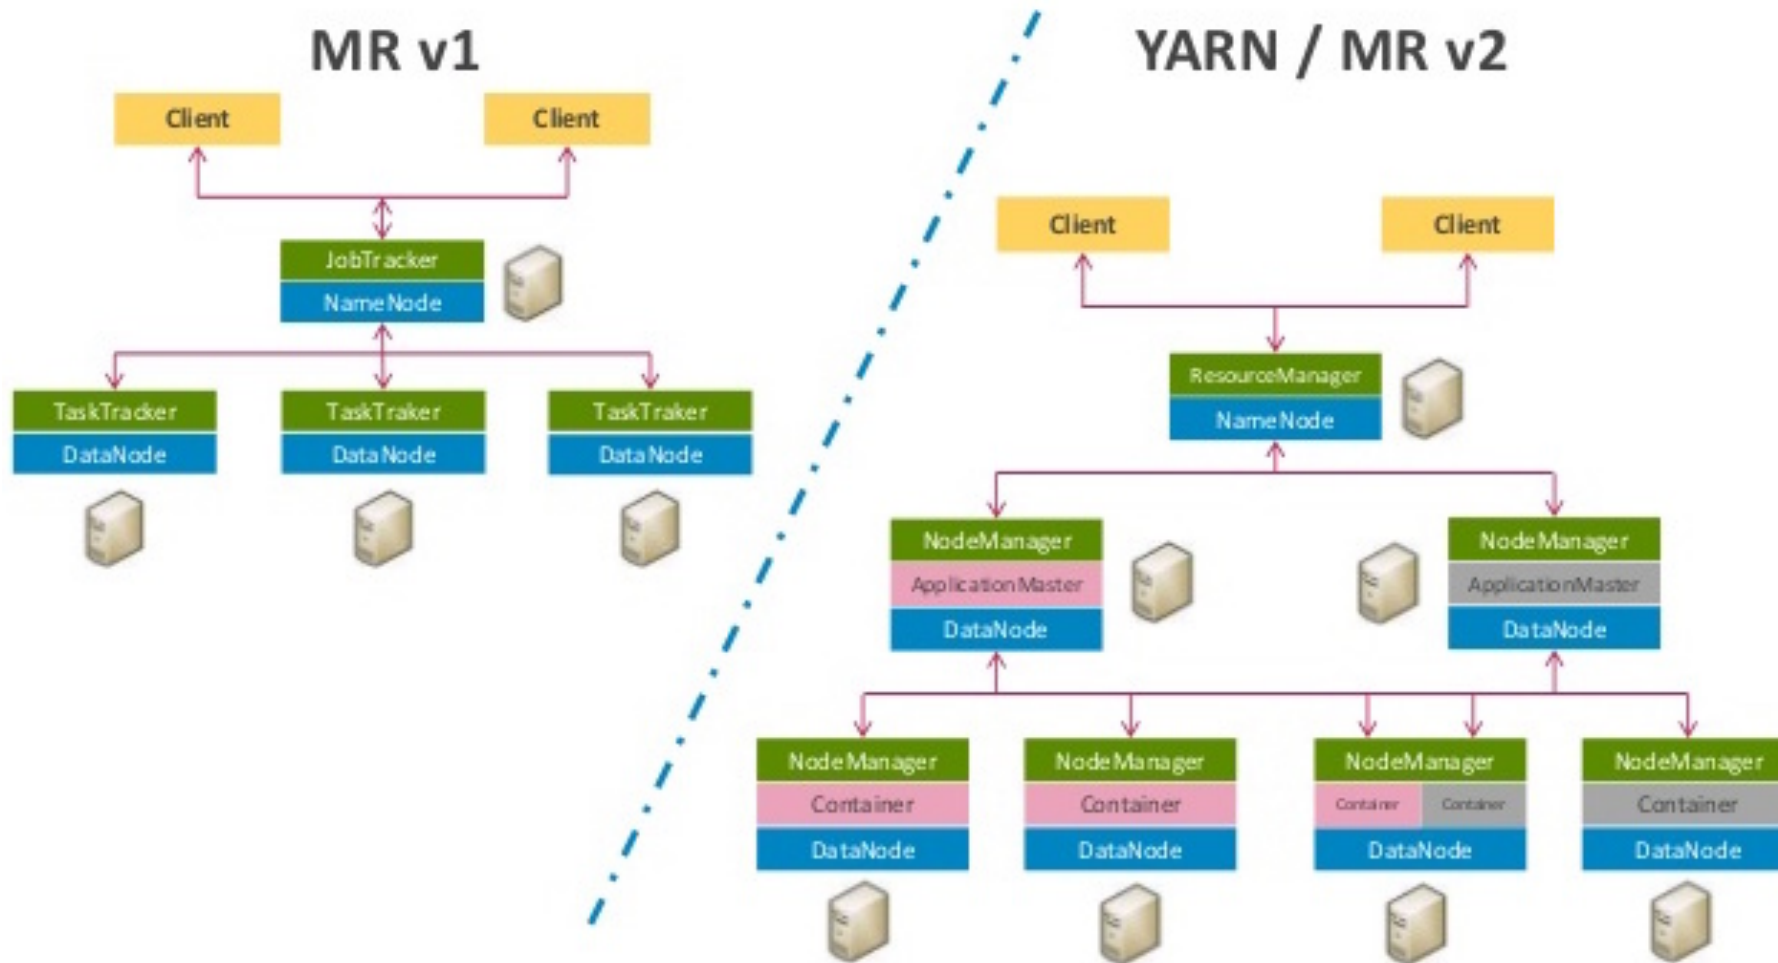 MR v1
Client
Client
JobTracker
NameNode
TaskTracker
TaskTraker
TaskTraker
DataNode
DataNode
DataNode
YARN / MR v2
Client
Client
ResourceManager
NameNode
NodeManager
NodeManager
ApplicationMaster
ApplicationMaster
DataNode
DataNode
NodeManager
NodeManager
NodeManager
NodeManager
Container
Container
Container
Container
Container
DataNode
DataNode
DataNode
DataNode